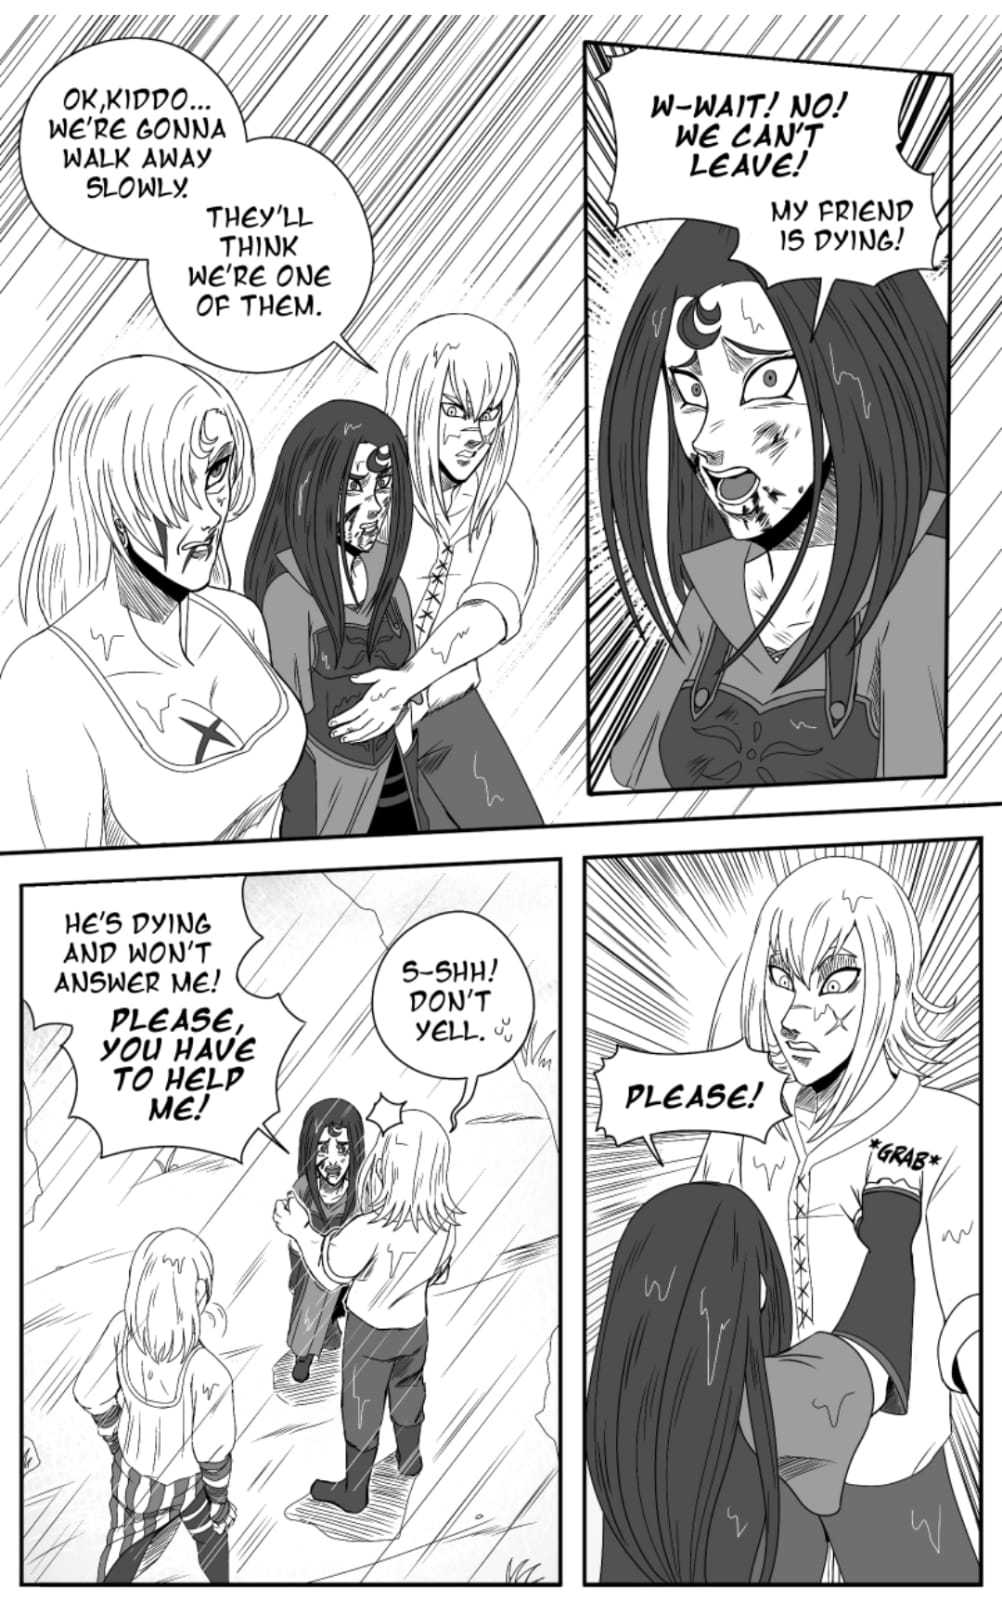 OK,KIDDO...
WE'RE GONNA
WALK AWAY
SLOWLY.
THEY'LL
THINK
WE'RE ONE
OF THEM.
W-WAIT! NO!
WE CAN'T
LEAVE!
MY FRIEND
IS DYING!
HE'S DYING
AND WON'T
ANSWER ME!
PLEASE,
YOU HAVE
TO HELP
ME!
S-SHH!
DON'T
YELL.
PLEASE!
*GRAB*